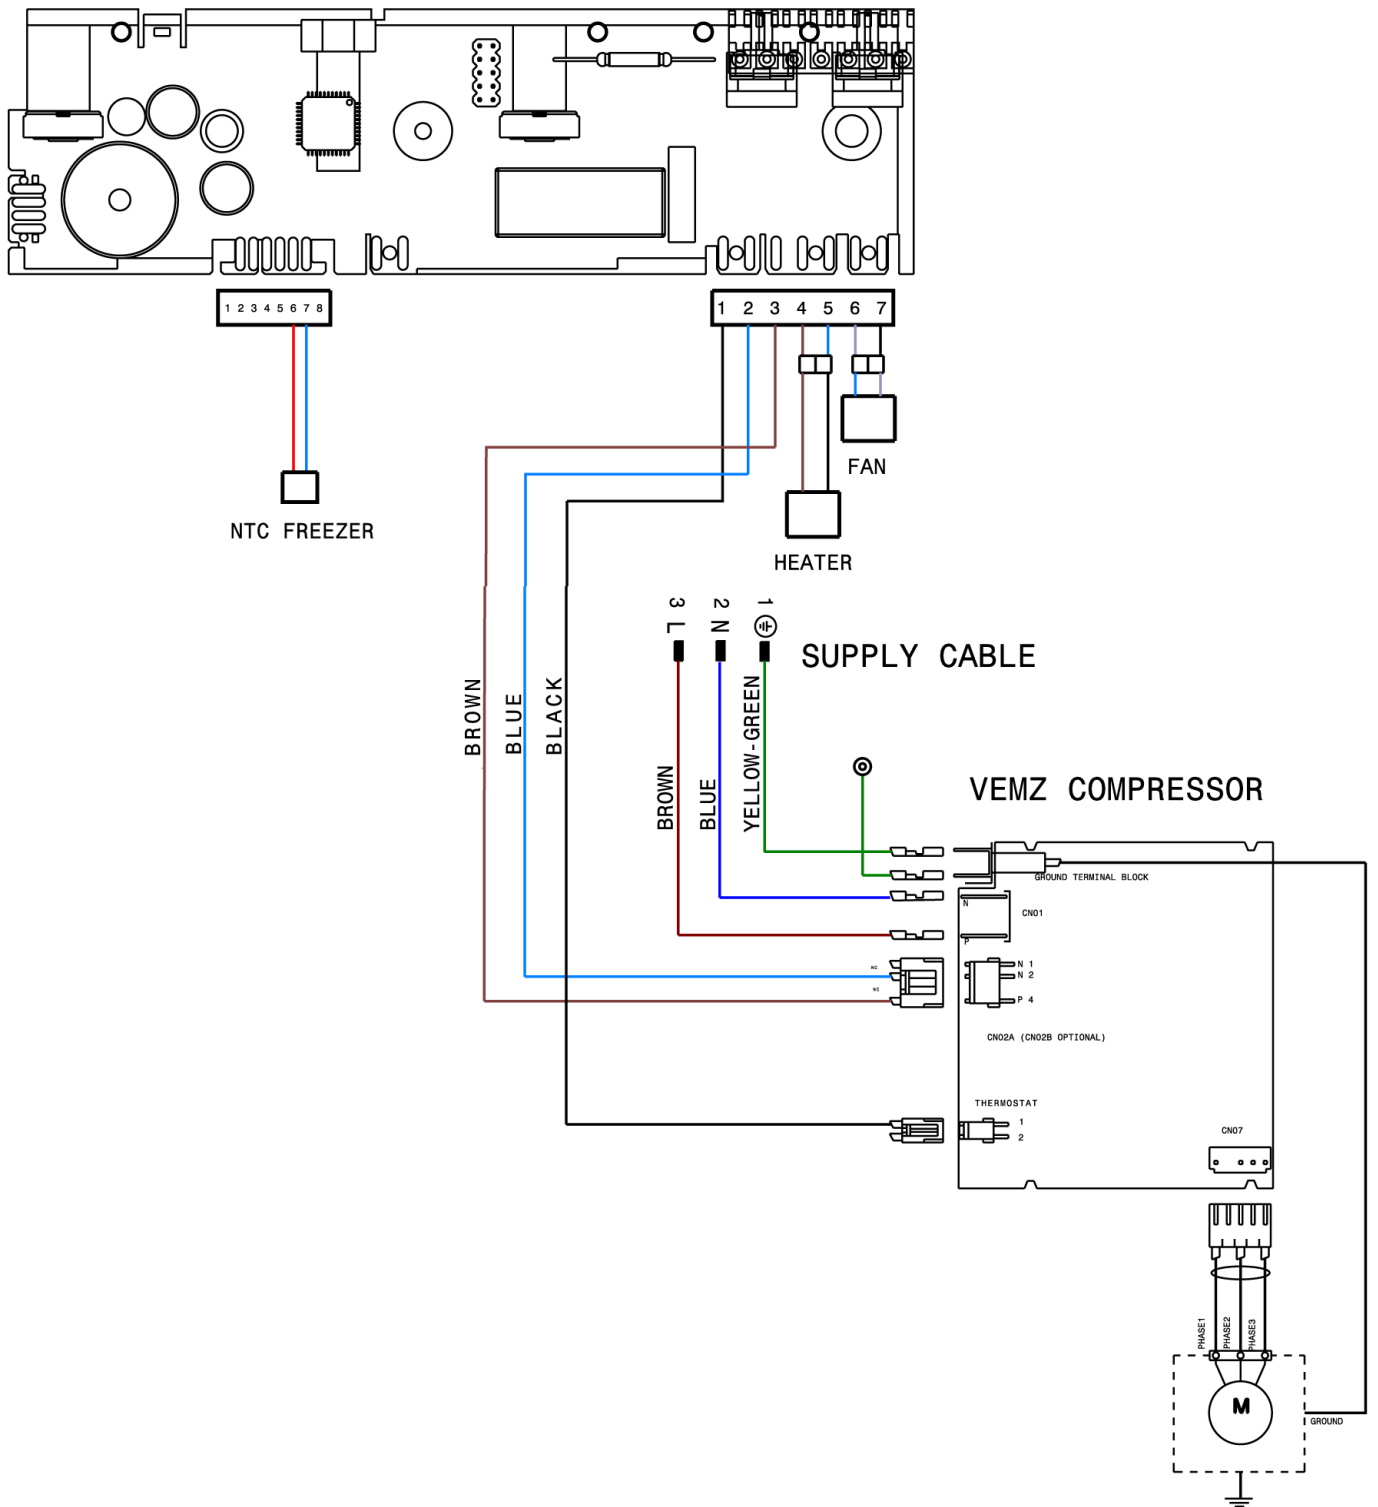 1 2 3 4 5 6 7 8
1 2 3 4 5 6 7
FAN
NTC FREEZER
HEATER
3 L
2 N
1
SUPPLY CABLE
BROWN
BLUE
BLACK
BROWN
BLUE
YELLOW-GREEN
VEMZ COMPRESSOR
GROUND TERMINAL BLOCK
N
CN01
P
N 1
N 2
P 4
CN02A (CN02B OPTIONAL)
THERMOSTAT
1
2
CN07
PHASE1
PHASE2
PHASE3
M
GROUND